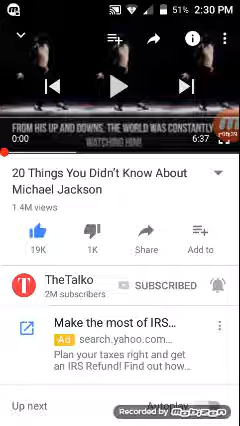 51% 2:30 PM
FROM HIS UP AND DOWNS, THE WORLD WAS CONSTANTLY
WATCHING HIM!
0:00
6:37
20 Things You Didn't Know About
Michael Jackson
1.4M views
19K
1K
Share
Add to
TheTalko
SUBSCRIBED
2M subscribers
Make the most of IRS...
Ad search.yahoo.com...
Plan your taxes right and get
an IRS Refund! Find out how...
Up next
Autoplay
Recorded by
MOBIZEN